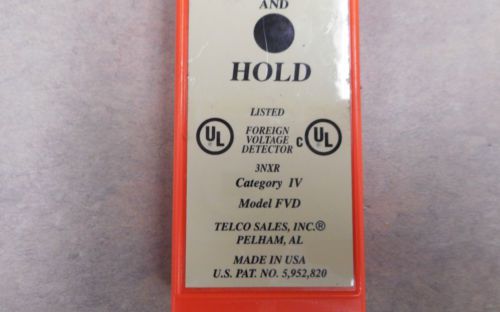 AND
HOLD
LISTED
UL FOREIGN VOLTAGE DETECTOR c UL
3NXR
Category IV
Model FVD
TELCO SALES, INC.®
PELHAM, AL
MADE IN USA
U.S. PAT. NO. 5,952,820